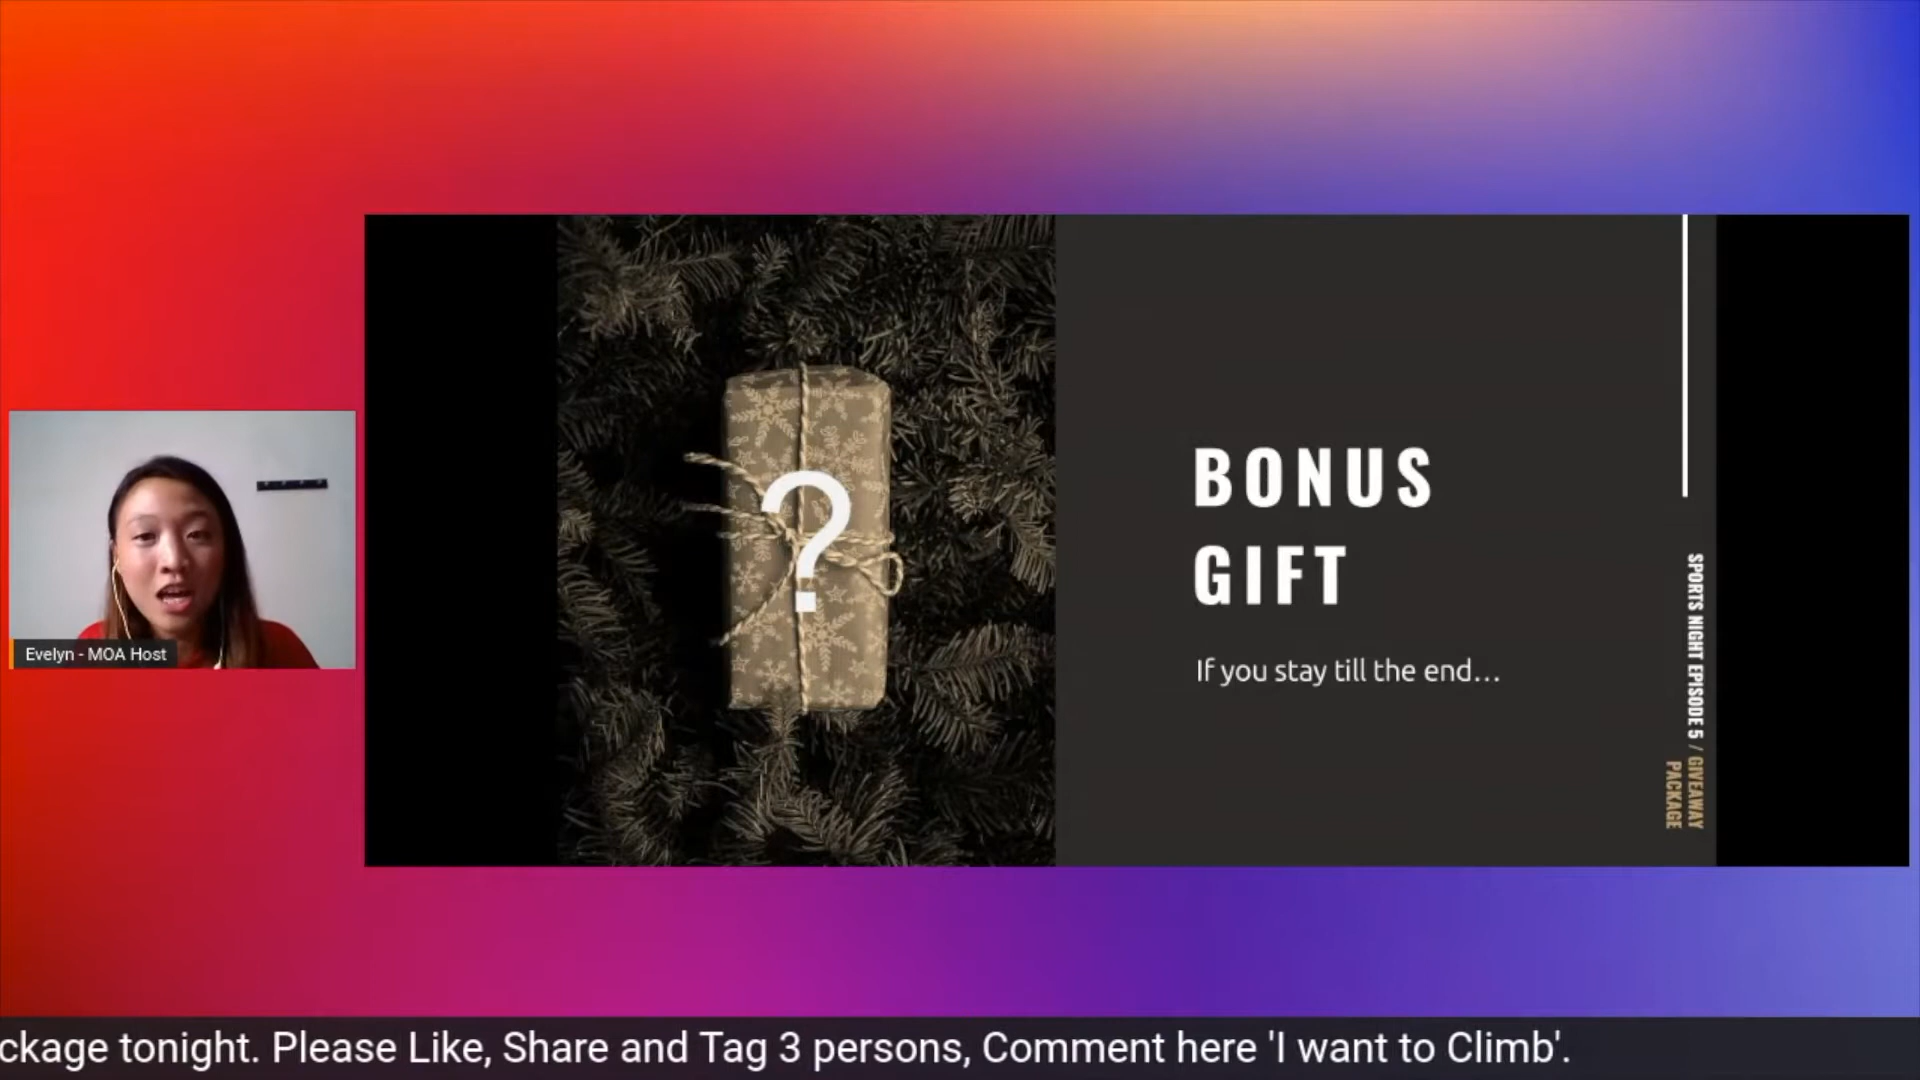 BONUS
GIFT
If you stay till the end...
?
SPORTS NIGHT EPISODE 5 / GIVEAWAY
PACKAGE
Evelyn - MOA Host
tonight. Please Like, Share and Tag 3 persons, Comment here 'I want to Climb'.